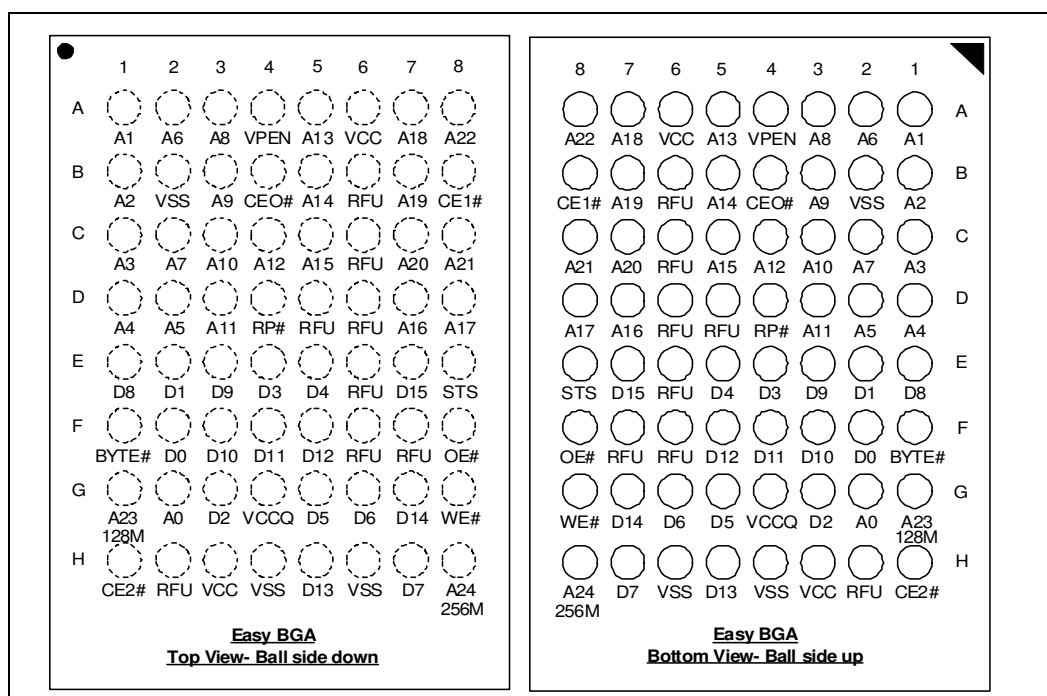 1 2 3 4 5 6 7 8
A
A1 A6 A8 VPEN A13 VCC A18 A22
B
A2 VSS A9 CEO# A14 RFU A19 CE1#
C
A3 A7 A10 A12 A15 RFU A20 A21
D
A4 A5 A11 RP# RFU RFU A16 A17
E
D8 D1 D9 D3 D4 RFU D15 STS
F
BYTE# D0 D10 D11 D12 RFU RFU OE#
G
A23 A0 D2 VCCQ D5 D6 D14 WE#
128M
H
CE2# RFU VCC VSS D13 VSS D7 A24
256M
Easy BGA
Top View- Ball side down
8 7 6 5 4 3 2 1
A
A22 A18 VCC A13 VPEN A8 A6 A1
B
CE1# A19 RFU A14 CEO# A9 VSS A2
C
A21 A20 RFU A15 A12 A10 A7 A3
D
A17 A16 RFU RFU RP# A11 A5 A4
E
STS D15 RFU D4 D3 D9 D1 D8
F
OE# RFU RFU D12 D11 D10 D0 BYTE#
G
WE# D14 D6 D5 VCCQ D2 A0 A23
128M
H
A24 D7 VSS D13 VSS VCC RFU CE2#
256M
Easy BGA
Bottom View- Ball side up